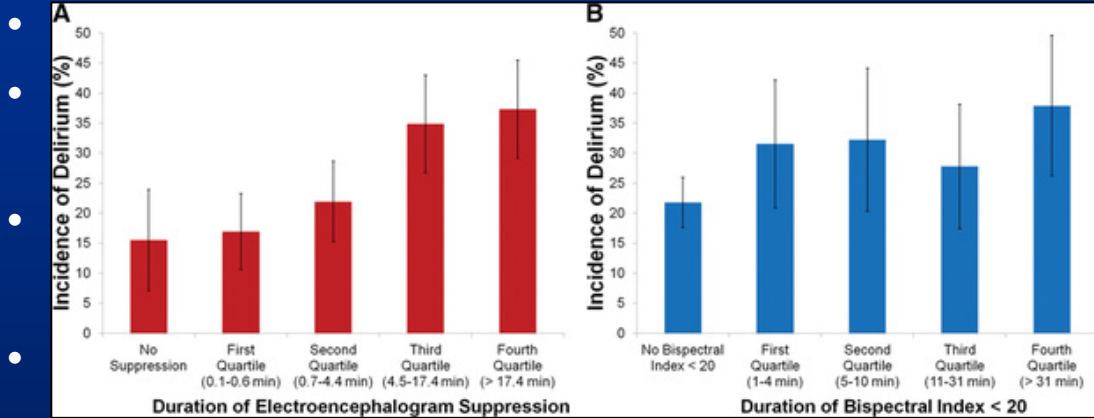 A
Incidence of Delirium (%)
50
45
40
35
30
25
20
15
10
5
0
No
Suppression
First
Quartile
(0.1-0.6 min)
Second
Quartile
(0.7-4.4 min)
Third
Quartile
(4.5-17.4 min)
Fourth
Quartile
(> 17.4 min)
Duration of Electroencephalogram Suppression
B
Incidence of Delirium (%)
50
45
40
35
30
25
20
15
10
5
0
No Bispectral
Index < 20
First
Quartile
(1-4 min)
Second
Quartile
(5-10 min)
Third
Quartile
(11-31 min)
Fourth
Quartile
(> 31 min)
Duration of Bispectral Index < 20